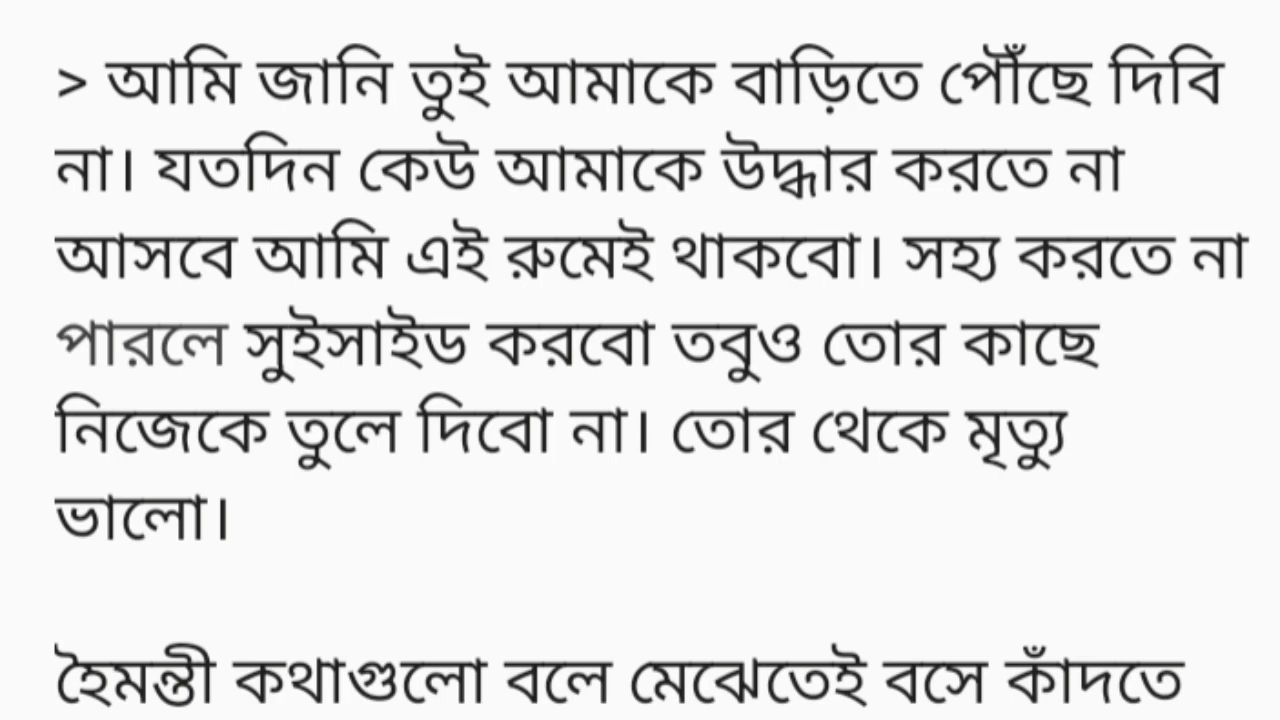 > আমি জানি তুই আমাকে বাড়িতে পৌঁছে দিবি
না। যতদিন কেউ আমাকে উদ্ধার করতে না
আসবে আমি এই রুমেই থাকবো। সহ্য করতে না
পারলে সুইসাইড করবো তবুও তোর কাছে
নিজেকে তুলে দিবো না। তোর থেকে মৃত্যু
ভালো।
হৈমন্তী কথাগুলো বলে মেঝেতেই বসে কাঁদতে